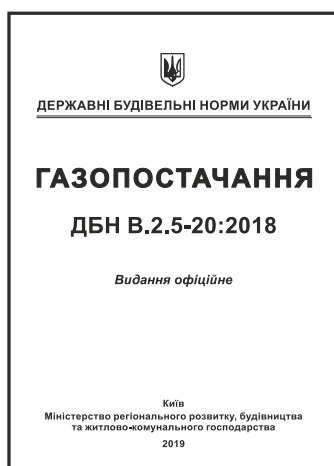 ДЕРЖАВНІ БУДІВЕЛЬНІ НОРМИ УКРАЇНИ
ГАЗОПОСТАЧАННЯ
ДБН В.2.5-20:2018
Видання офіційне
Київ
Міністерство регіонального розвитку, будівництва
та житлово-комунального господарства
2019